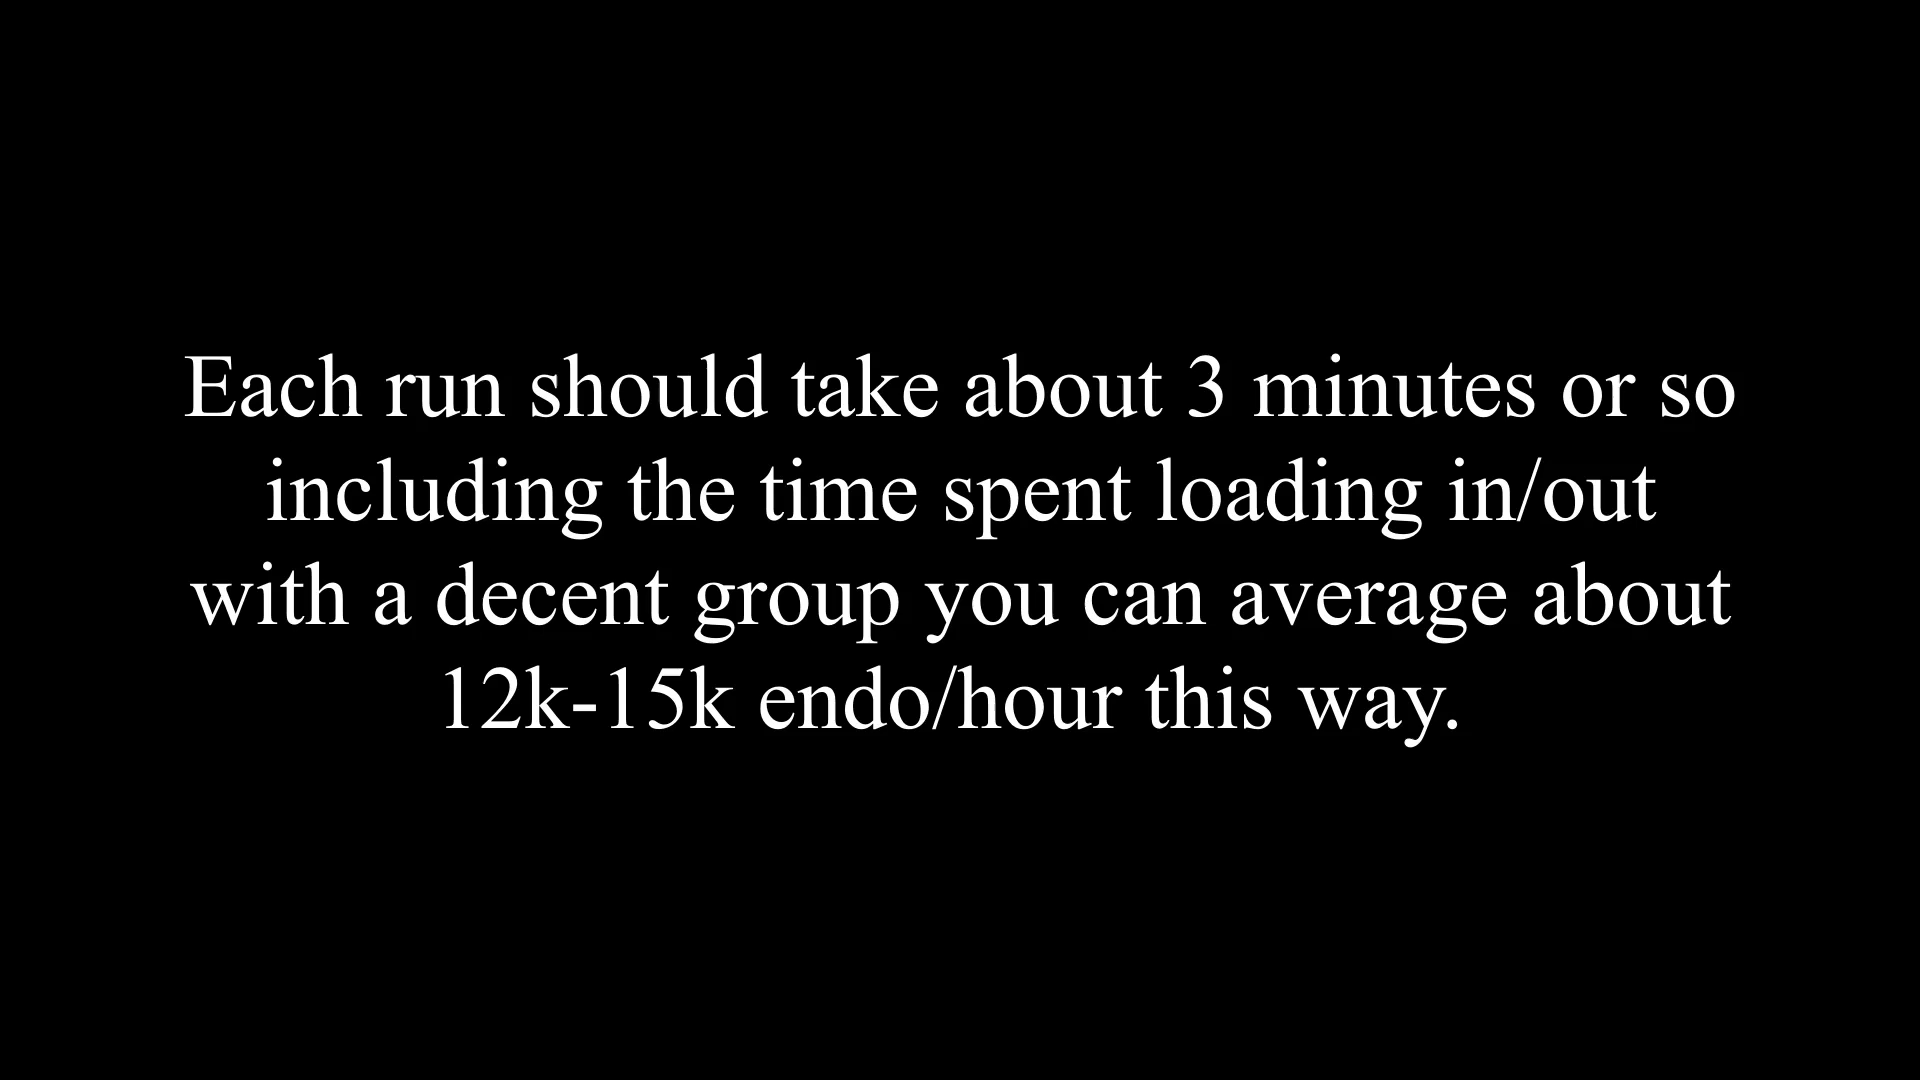 Each run should take about 3 minutes or so
including the time spent loading in/out
with a decent group you can average about
12k-15k endo/hour this way.